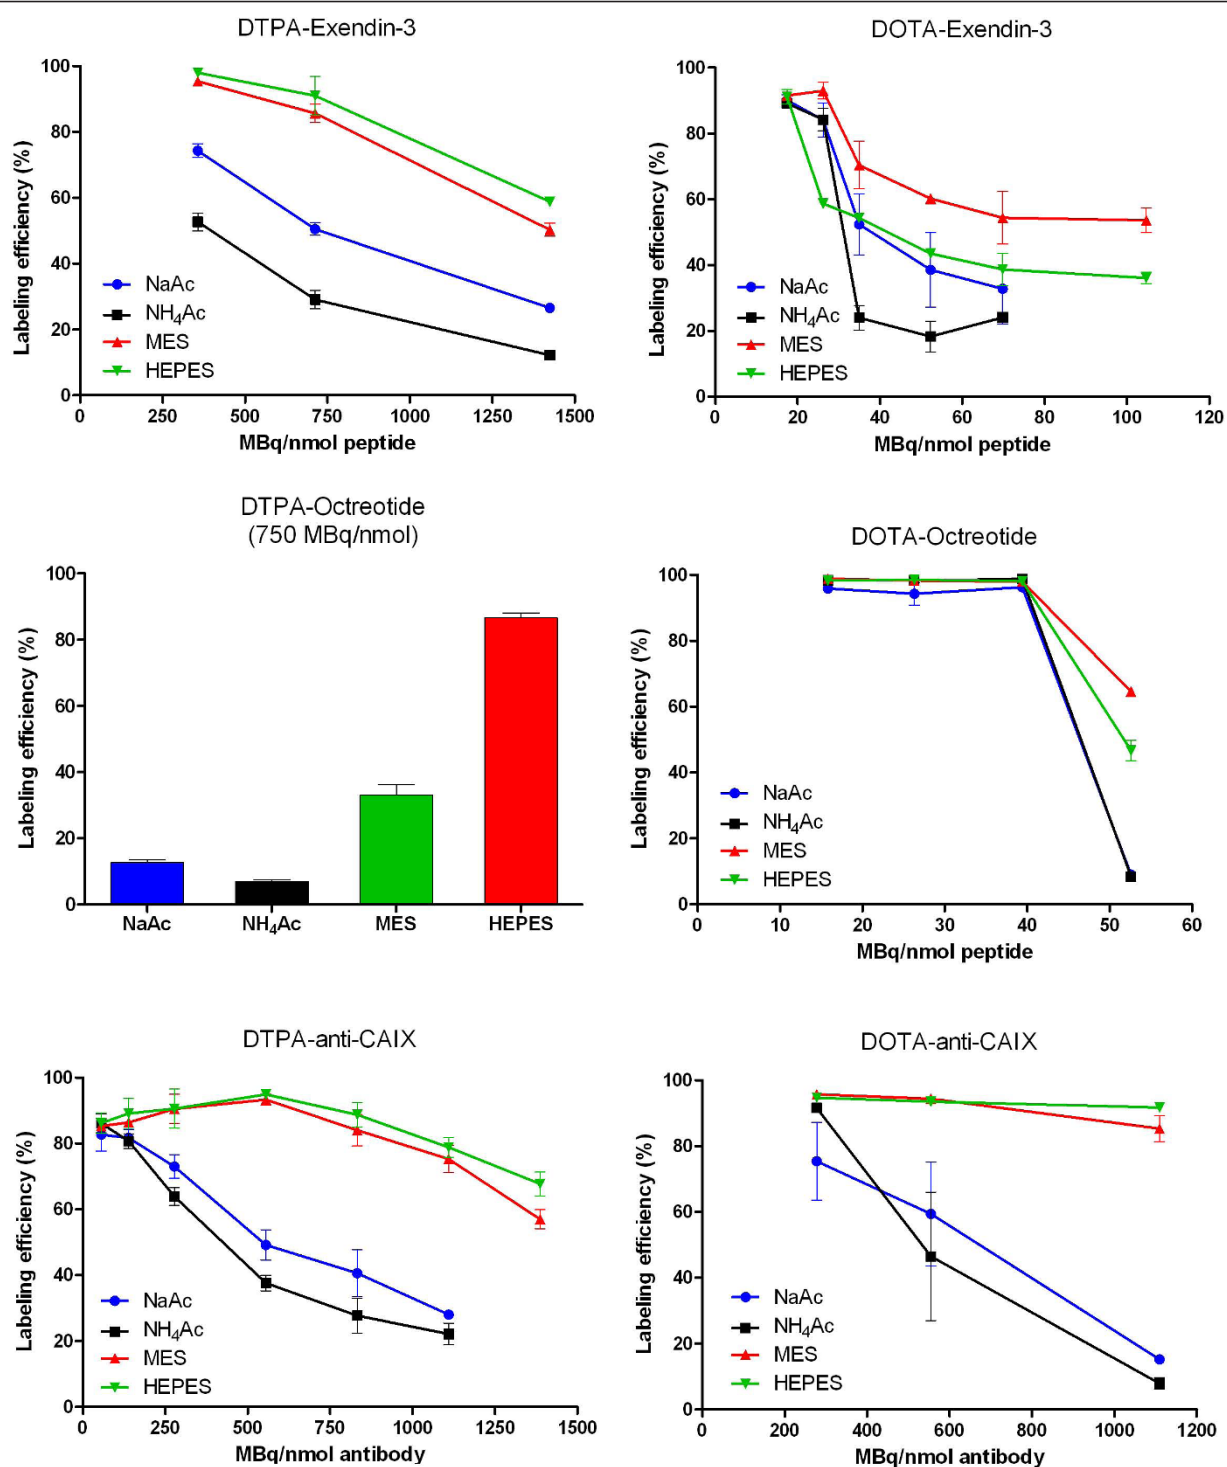 DTPA-Exendin-3
Labeling efficiency (%)
100
80
60
40
20
0
NaAc
NH4Ac
MES
HEPES
0 250 500 750 1000 1250 1500
MBq/nmol peptide
DOTA-Exendin-3
Labeling efficiency (%)
100
80
60
40
20
0
NaAc
NH4Ac
MES
HEPES
0 20 40 60 80 100 120
MBq/nmol peptide
DTPA-Octreotide
(750 MBq/nmol)
Labeling efficiency (%)
100
80
60
40
20
0
NaAc NH4Ac MES HEPES
DOTA-Octreotide
Labeling efficiency (%)
100
80
60
40
20
0
NaAc
NH4Ac
MES
HEPES
0 10 20 30 40 50 60
MBq/nmol peptide
DTPA-anti-CAIX
Labeling efficiency (%)
100
80
60
40
20
0
NaAc
NH4Ac
MES
HEPES
0 250 500 750 1000 1250 1500
MBq/nmol antibody
DOTA-anti-CAIX
Labeling efficiency (%)
100
80
60
40
20
0
NaAc
NH4Ac
MES
HEPES
0 200 400 600 800 1000 1200
MBq/nmol antibody